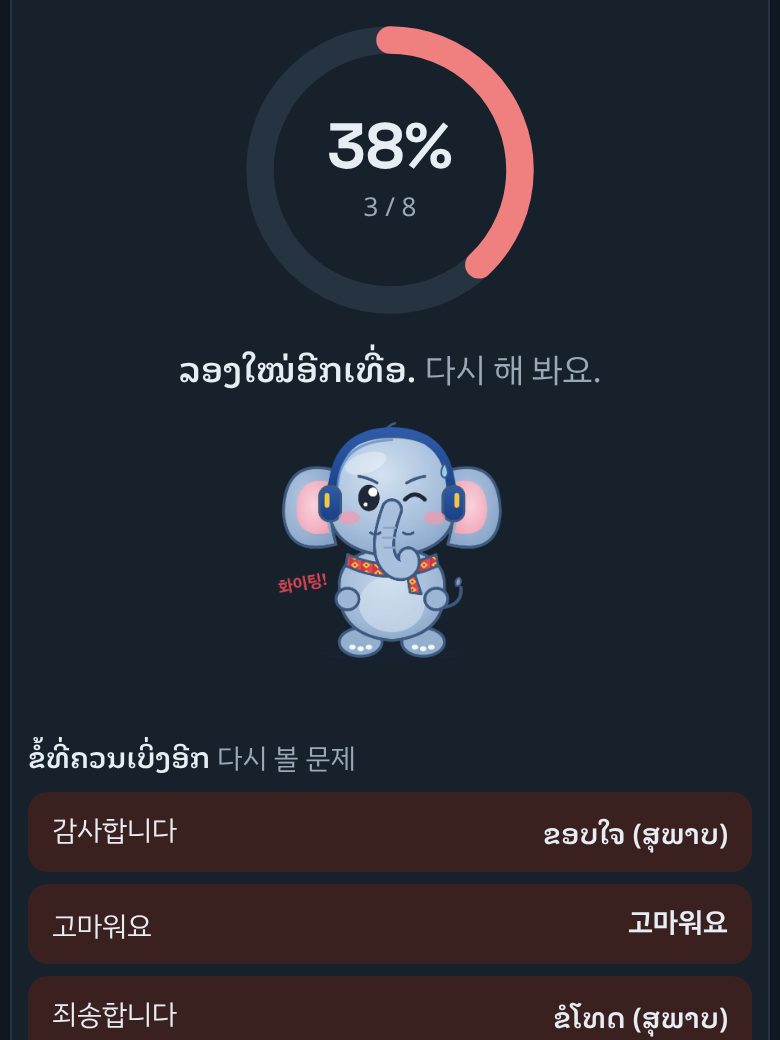 38%
3 / 8
ລອງໃໝ່ອີກເທື່ອ. 다시 해 봐요.
화이팅!
ຂໍ້ທີ່ຄວນເບິ່ງອີກ 다시 볼 문제
감사합니다 ຂອບໃຈ (ສຸພາບ)
고마워요 고마워요
죄송합니다 ຂໍໂທດ (ສຸພາບ)